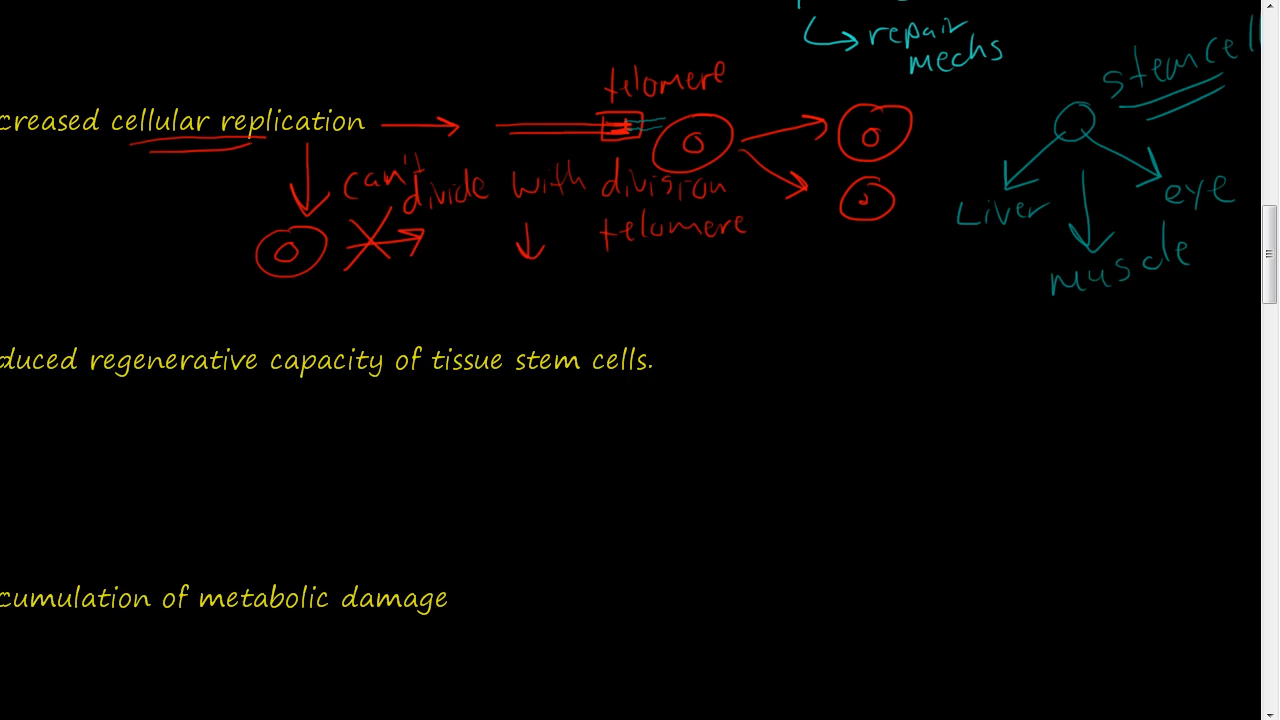 repair
mechs
stemcell
telomere
creased cellular replication
can't
divide with division
telomere
Liver
eye
muscle
duced regenerative capacity of tissue stem cells.
cumulation of metabolic damage